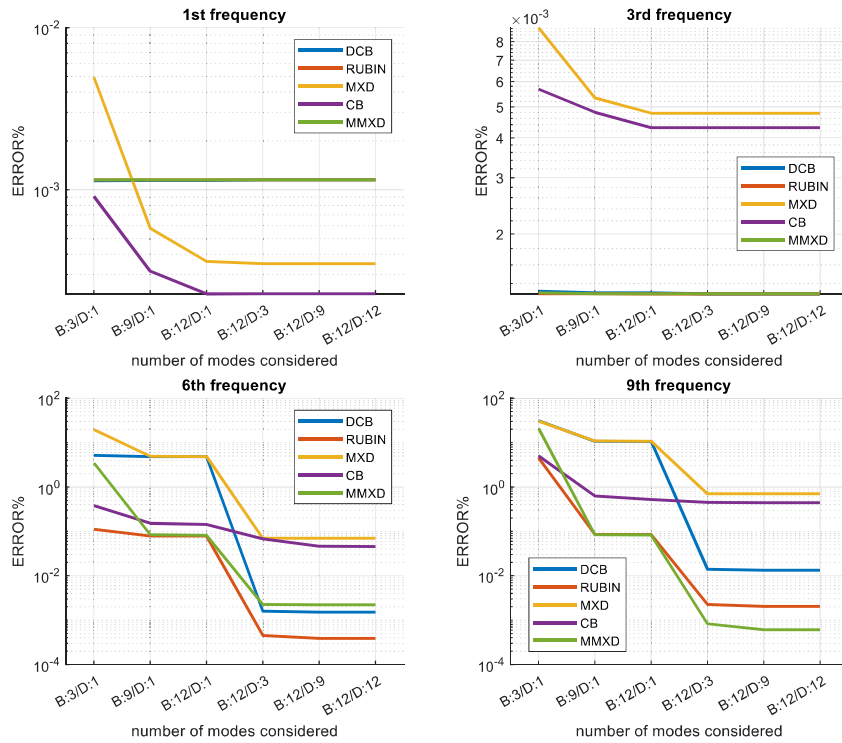 1st frequency
10^-2
10^-3
ERROR%
DCB
RUBIN
MXD
CB
MMXD
B:3/D:1
B:9/D:1
B:12/D:1
B:12/D:3
B:12/D:9
B:12/D:12
number of modes considered
3rd frequency
×10^-3
8
7
6
5
4
3
2
ERROR%
DCB
RUBIN
MXD
CB
MMXD
B:3/D:1
B:9/D:1
B:12/D:1
B:12/D:3
B:12/D:9
B:12/D:12
number of modes considered
6th frequency
10^2
10^0
10^-2
10^-4
ERROR%
DCB
RUBIN
MXD
CB
MMXD
B:3/D:1
B:9/D:1
B:12/D:1
B:12/D:3
B:12/D:9
B:12/D:12
number of modes considered
9th frequency
10^2
10^0
10^-2
10^-4
ERROR%
DCB
RUBIN
MXD
CB
MMXD
B:3/D:1
B:9/D:1
B:12/D:1
B:12/D:3
B:12/D:9
B:12/D:12
number of modes considered